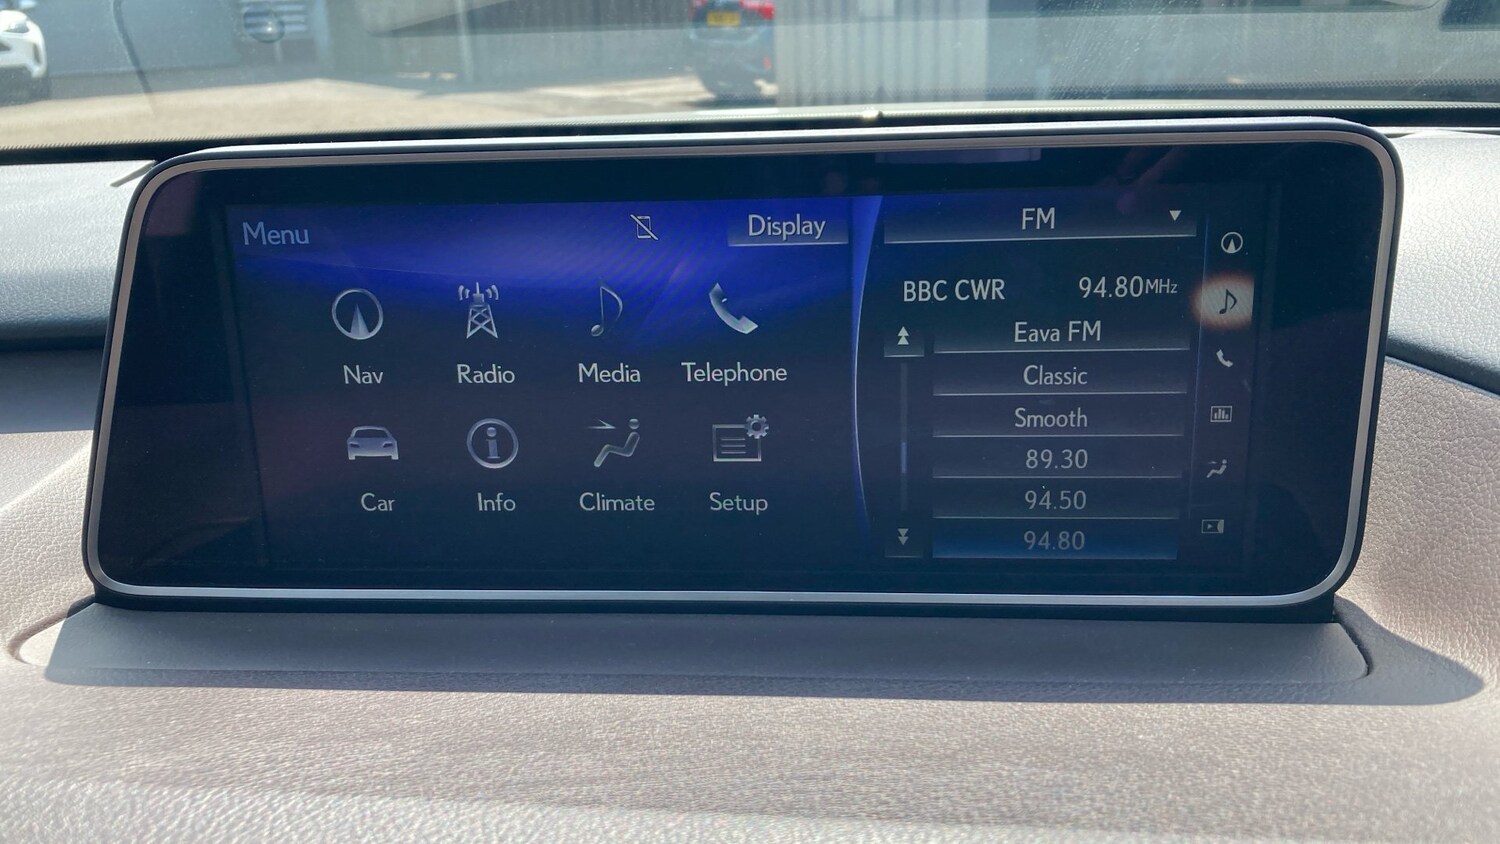 Menu
Display
Nav
Radio
Media
Telephone
Car
Info
Climate
Setup
FM
BBC CWR 94.80MHz
Eava FM
Classic
Smooth
89.30
94.50
94.80